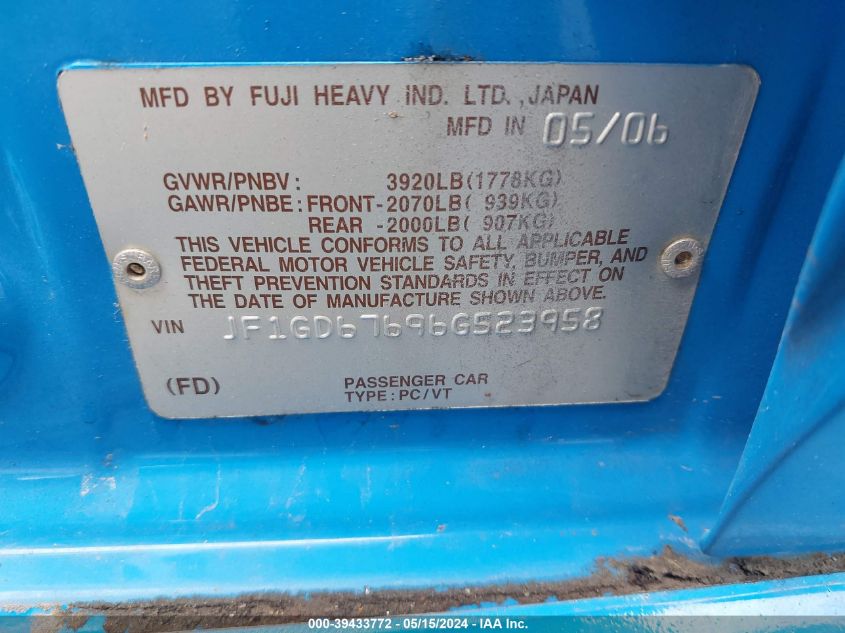 MFD BY FUJI HEAVY IND. LTD., JAPAN
MFD IN 05/06
GVWR/PNBV: 3920LB(1778KG)
GAWR/PNBE: FRONT-2070LB( 939KG)
REAR -2000LB( 907KG)
THIS VEHICLE CONFORMS TO ALL APPLICABLE
FEDERAL MOTOR VEHICLE SAFETY, BUMPER, AND
THEFT PREVENTION STANDARDS IN EFFECT ON
THE DATE OF MANUFACTURE SHOWN ABOVE.
VIN JF1GD67696G523958
(FD) PASSENGER CAR
TYPE: PC/VT
000-39433772 - 05/15/2024 - IAA Inc.